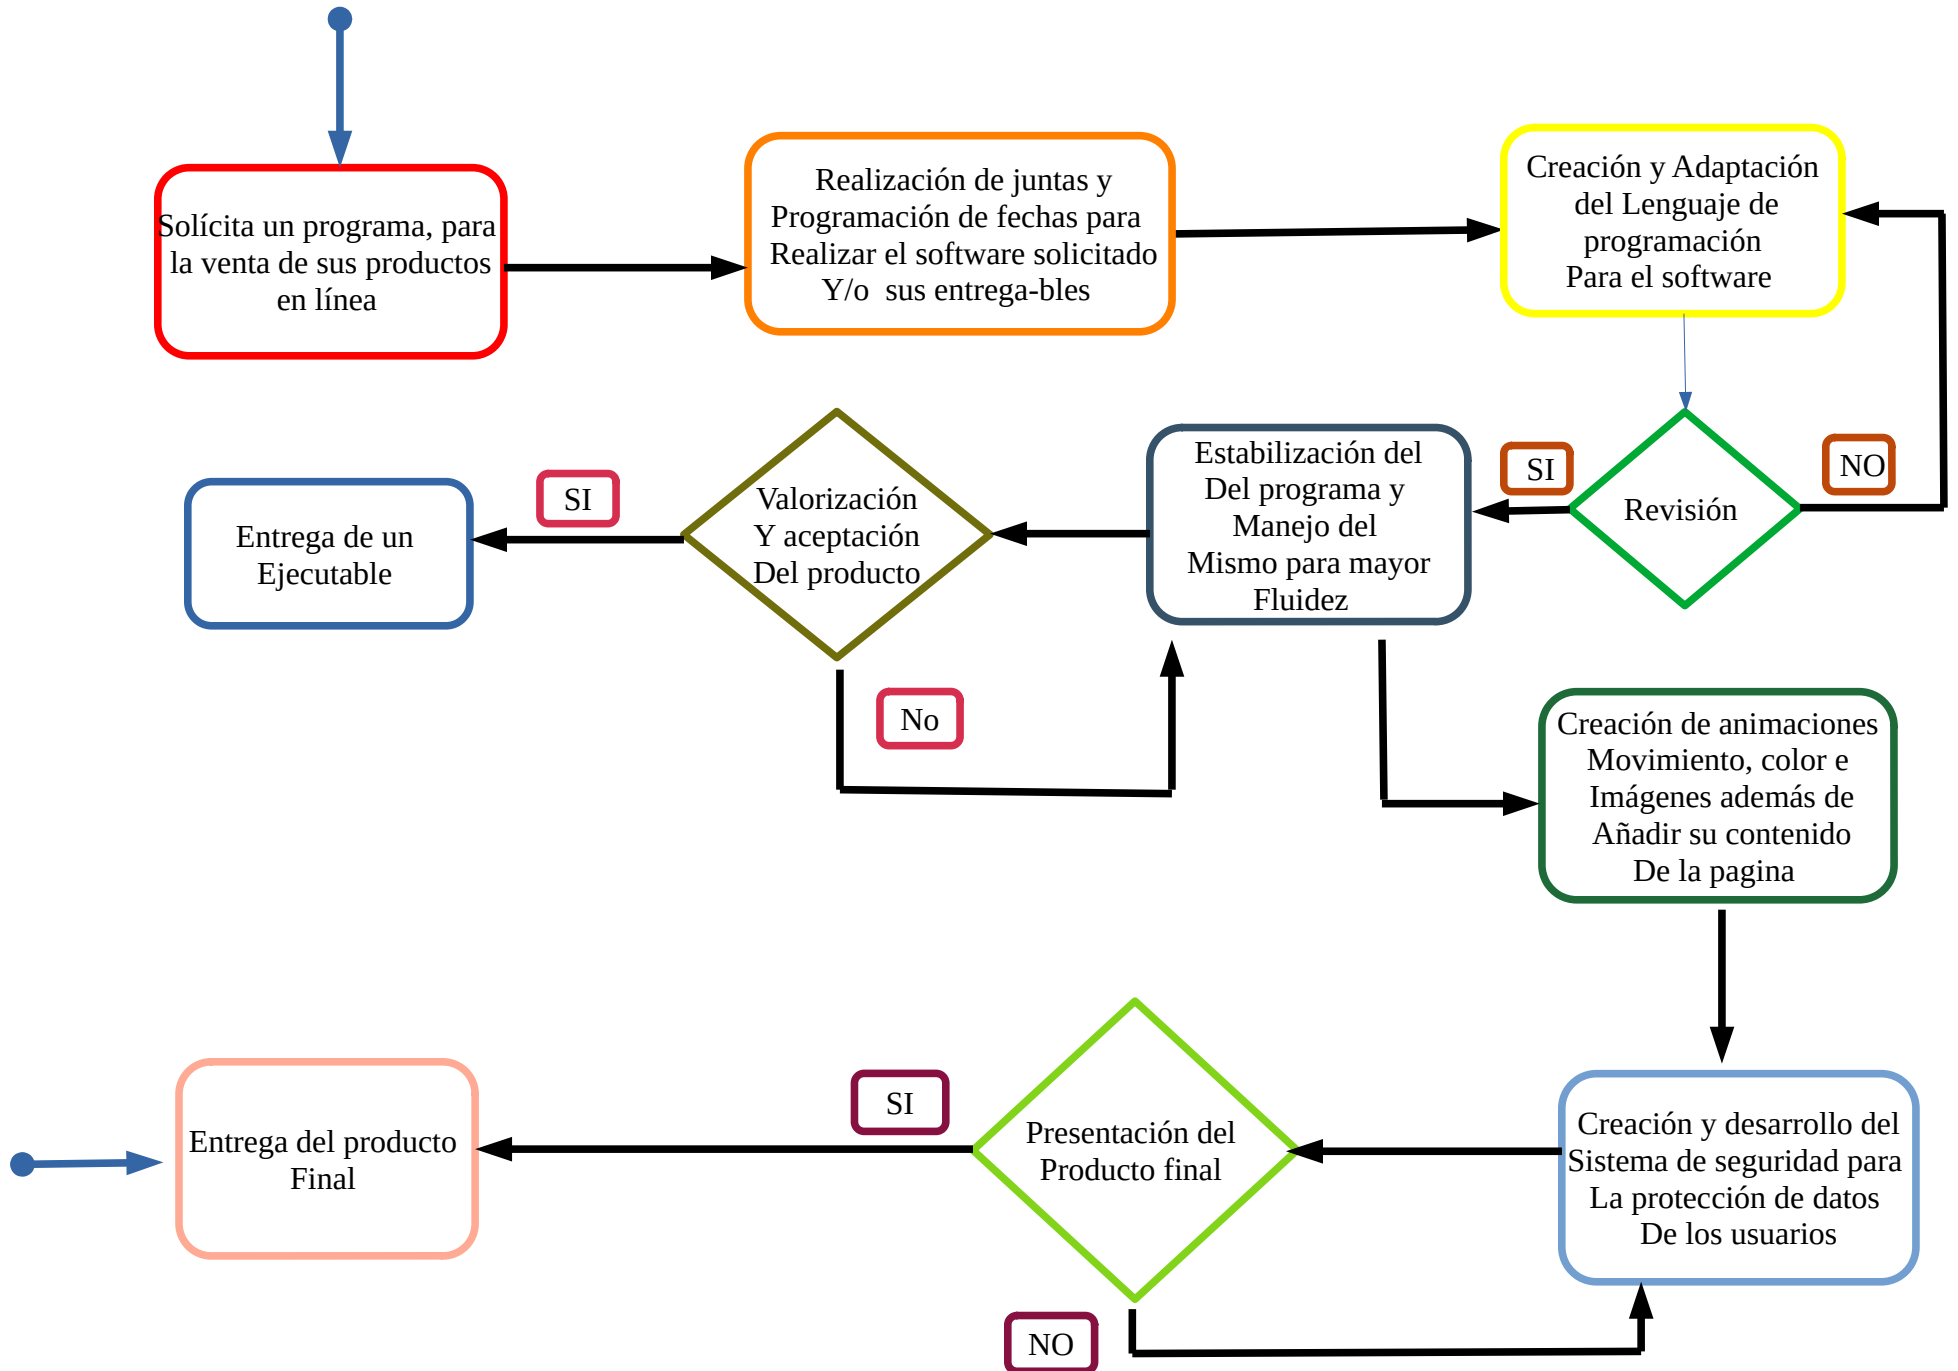 Solícita un programa, para
la venta de sus productos
en línea
Realización de juntas y
Programación de fechas para
Realizar el software solicitado
Y/o sus entrega-bles
Creación y Adaptación
del Lenguaje de
programación
Para el software
Revisión
NO
SI
Estabilización del
Del programa y
Manejo del
Mismo para mayor
Fluidez
Valorización
Y aceptación
Del producto
SI
No
Entrega de un
Ejecutable
Creación de animaciones
Movimiento, color e
Imágenes además de
Añadir su contenido
De la pagina
Creación y desarrollo del
Sistema de seguridad para
La protección de datos
De los usuarios
Presentación del
Producto final
SI
NO
Entrega del producto
Final